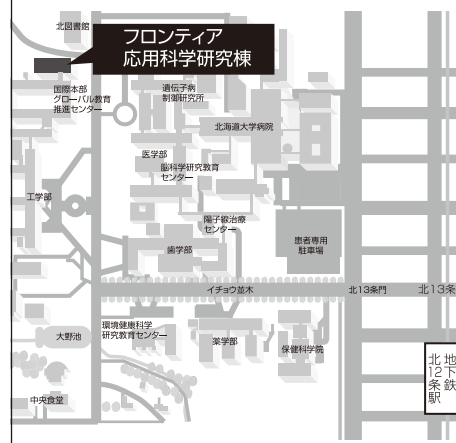 北図書館
フロンティア
応用科学研究棟
国際本部
グローバル教育
推進センター
遺伝子病
制御研究所
北海道大学病院
医学部
脳科学研究教育
センター
工学部
陽子線治療
センター
歯学部
患者専用
駐車場
イチョウ並木
北13条門
北13条
環境健康科学
研究教育センター
大野池
薬学部
保健科学院
地下鉄
北12条駅
中央食堂